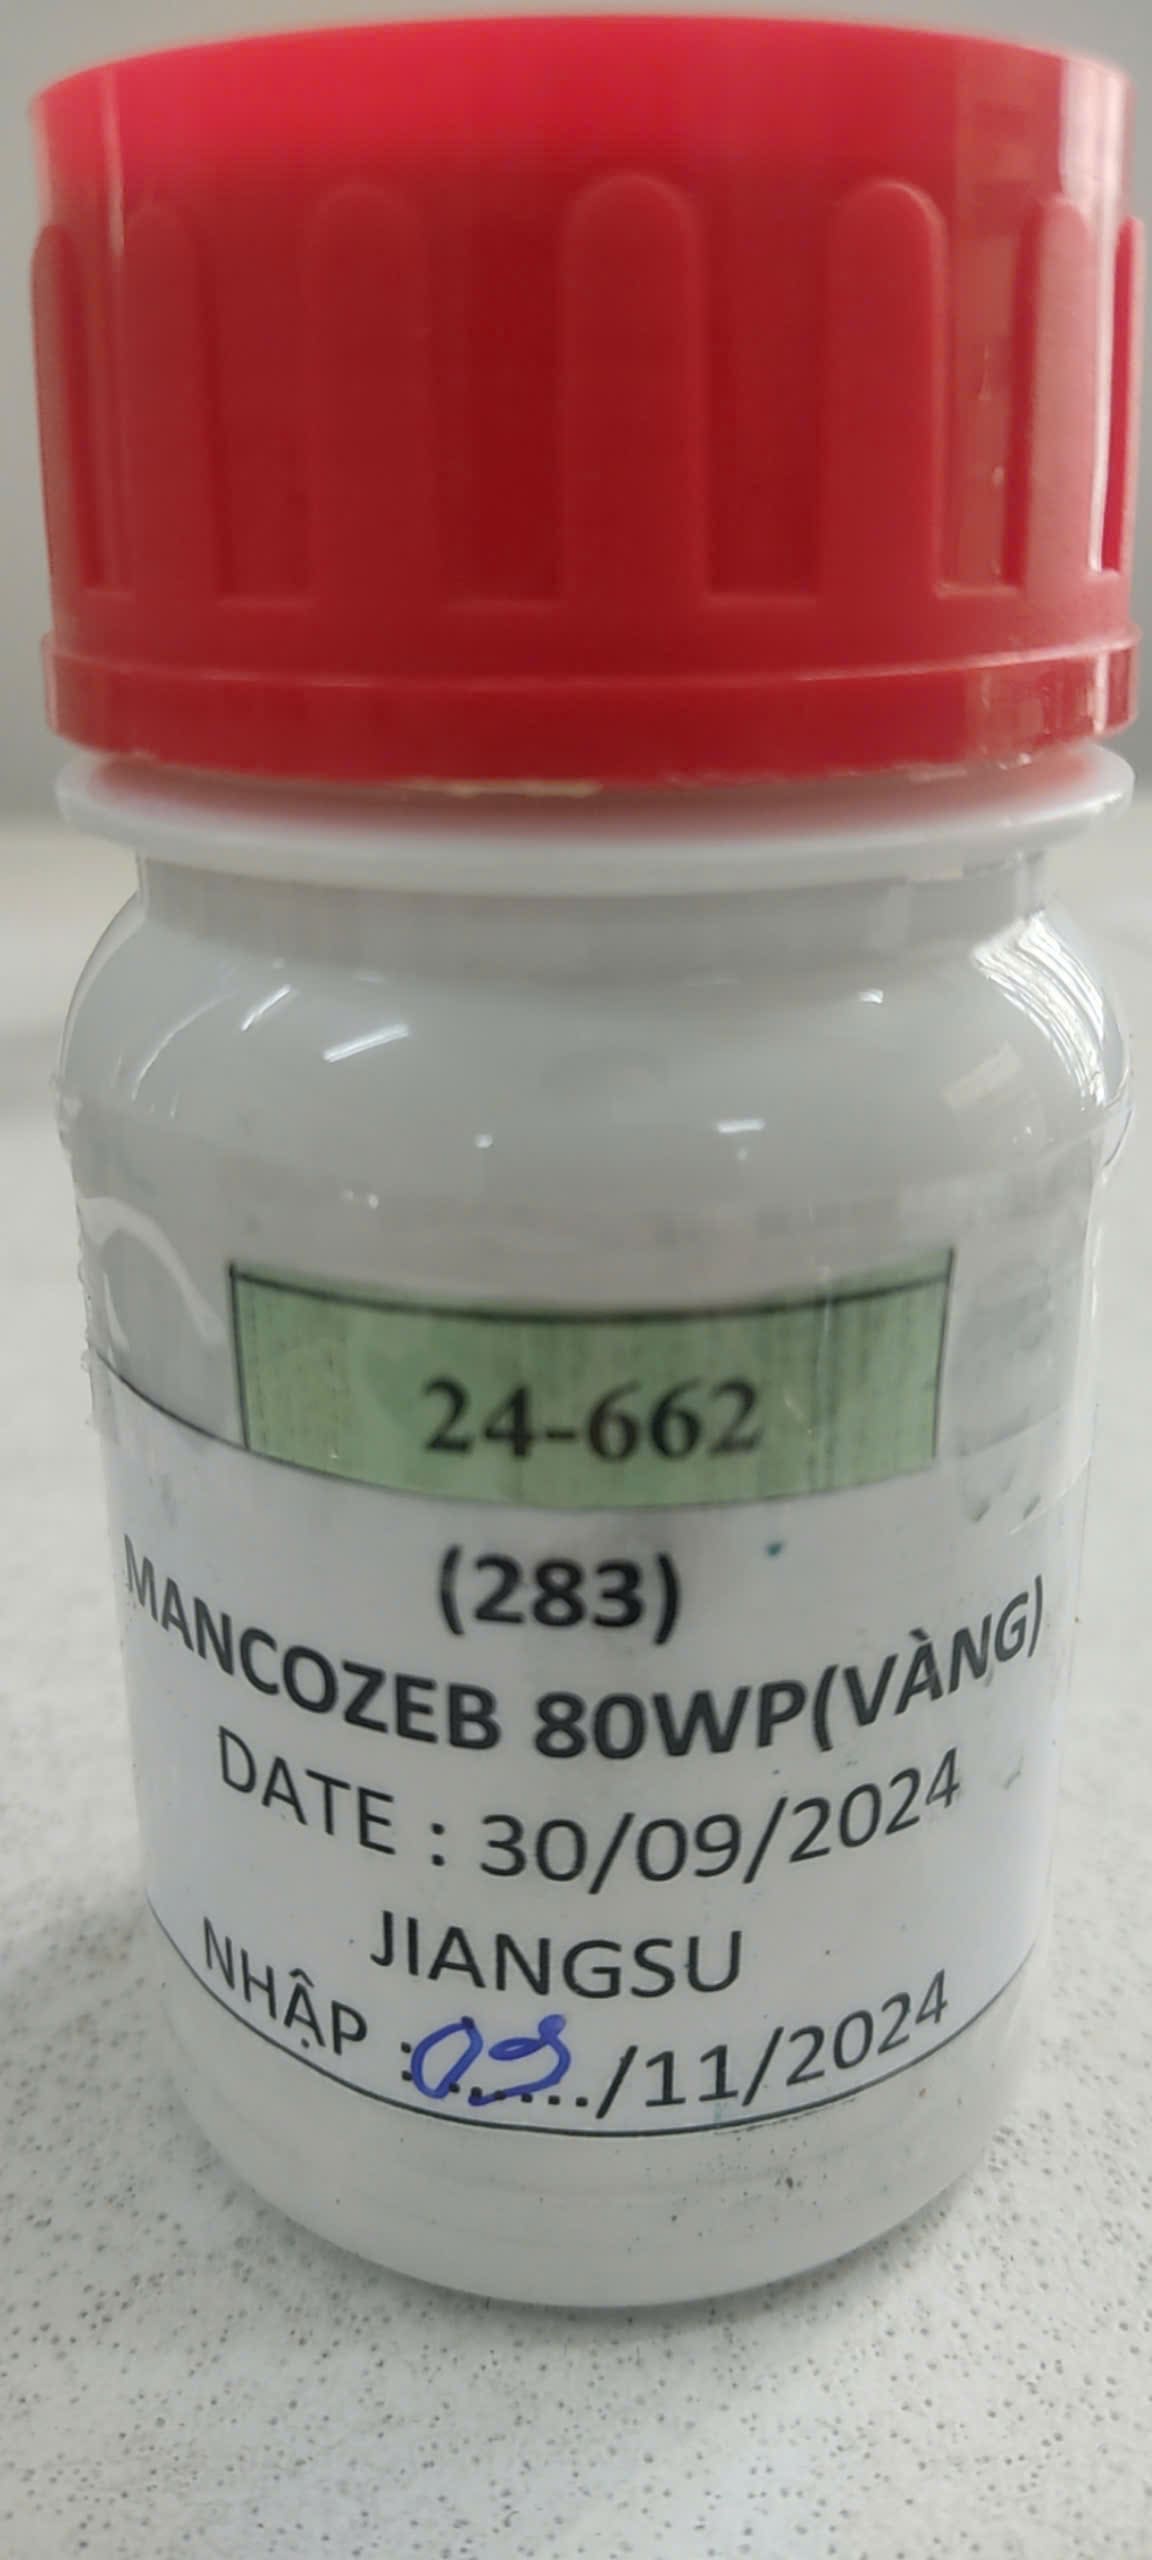 24-662
(283)
MANCOZEB 80WP(VÀNG)
DATE : 30/09/2024
JIANGSU
NHẬP :....../11/2024